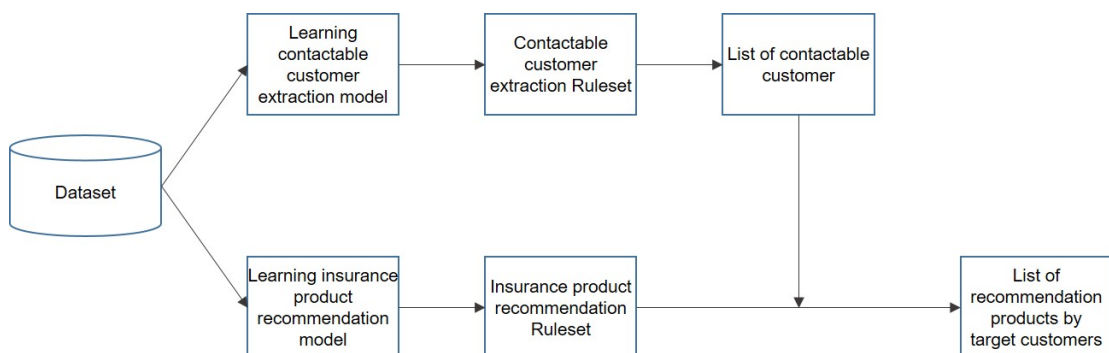 Learning
contactable
customer
extraction model
Contactable
customer
extraction Ruleset
List of contactable
customer
Dataset
Learning insurance
product
recommendation
model
Insurance product
recommendation
Ruleset
List of
recommendation
products by
target customers